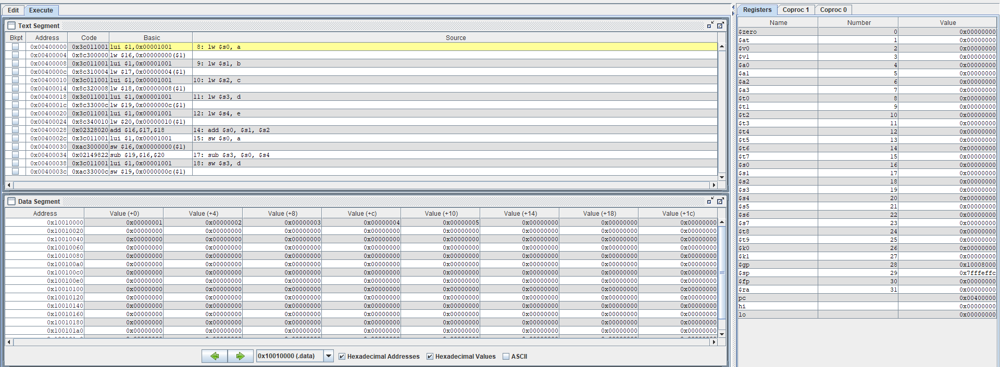 Edit Execute
Text Segment
Bkpt Address Code Basic Source
0x00400000 0x3c011001 lui $1,0x00001001 8: lw $s0, a
0x00400004 0x8c300000 lw $16,0x00000000($1)
0x00400008 0x3c011001 lui $1,0x00001001 9: lw $s1, b
0x0040000c 0x8c310004 lw $17,0x00000004($1)
0x00400010 0x3c011001 lui $1,0x00001001 10: lw $s2, c
0x00400014 0x8c320008 lw $18,0x00000008($1)
0x00400018 0x3c011001 lui $1,0x00001001 11: lw $s3, d
0x0040001c 0x8c33000c lw $19,0x0000000c($1)
0x00400020 0x3c011001 lui $1,0x00001001 12: lw $s4, e
0x00400024 0x8c340010 lw $20,0x00000010($1)
0x00400028 0x02328020 add $16,$17,$18 14: add $s0, $s1, $s2
0x0040002c 0x3c011001 lui $1,0x00001001 15: sw $s0, a
0x00400030 0xac300000 sw $16,0x00000000($1)
0x00400034 0x02149822 sub $19,$16,$20 17: sub $s3, $s0, $s4
0x00400038 0x3c011001 lui $1,0x00001001 18: sw $s3, d
0x0040003c 0xac33000c sw $19,0x0000000c($1)
Data Segment
Address Value (+0) Value (+4) Value (+8) Value (+c) Value (+10) Value (+14) Value (+18) Value (+1c)
0x10010000 0x00000001 0x00000002 0x00000003 0x00000004 0x00000005 0x00000000 0x00000000 0x00000000
0x10010020 0x00000000 0x00000000 0x00000000 0x00000000 0x00000000 0x00000000 0x00000000 0x00000000
0x10010040 0x00000000 0x00000000 0x00000000 0x00000000 0x00000000 0x00000000 0x00000000 0x00000000
0x10010060 0x00000000 0x00000000 0x00000000 0x00000000 0x00000000 0x00000000 0x00000000 0x00000000
0x10010080 0x00000000 0x00000000 0x00000000 0x00000000 0x00000000 0x00000000 0x00000000 0x00000000
0x100100a0 0x00000000 0x00000000 0x00000000 0x00000000 0x00000000 0x00000000 0x00000000 0x00000000
0x100100c0 0x00000000 0x00000000 0x00000000 0x00000000 0x00000000 0x00000000 0x00000000 0x00000000
0x100100e0 0x00000000 0x00000000 0x00000000 0x00000000 0x00000000 0x00000000 0x00000000 0x00000000
0x10010100 0x00000000 0x00000000 0x00000000 0x00000000 0x00000000 0x00000000 0x00000000 0x00000000
0x10010120 0x00000000 0x00000000 0x00000000 0x00000000 0x00000000 0x00000000 0x00000000 0x00000000
0x10010140 0x00000000 0x00000000 0x00000000 0x00000000 0x00000000 0x00000000 0x00000000 0x00000000
0x10010160 0x00000000 0x00000000 0x00000000 0x00000000 0x00000000 0x00000000 0x00000000 0x00000000
0x10010180 0x00000000 0x00000000 0x00000000 0x00000000 0x00000000 0x00000000 0x00000000 0x00000000
0x100101a0 0x00000000 0x00000000 0x00000000 0x00000000 0x00000000 0x00000000 0x00000000 0x00000000
0x10010000 (.data) Hexadecimal Addresses Hexadecimal Values ASCII
Registers Coproc 1 Coproc 0
Name Number Value
$zero 0 0x00000000
$at 1 0x00000000
$v0 2 0x00000000
$v1 3 0x00000000
$a0 4 0x00000000
$a1 5 0x00000000
$a2 6 0x00000000
$a3 7 0x00000000
$t0 8 0x00000000
$t1 9 0x00000000
$t2 10 0x00000000
$t3 11 0x00000000
$t4 12 0x00000000
$t5 13 0x00000000
$t6 14 0x00000000
$t7 15 0x00000000
$s0 16 0x00000000
$s1 17 0x00000000
$s2 18 0x00000000
$s3 19 0x00000000
$s4 20 0x00000000
$s5 21 0x00000000
$s6 22 0x00000000
$s7 23 0x00000000
$t8 24 0x00000000
$t9 25 0x00000000
$k0 26 0x00000000
$k1 27 0x00000000
$gp 28 0x10008000
$sp 29 0x7fffeffc
$fp 30 0x00000000
$ra 31 0x00000000
pc 0x00400000
hi 0x00000000
lo 0x00000000